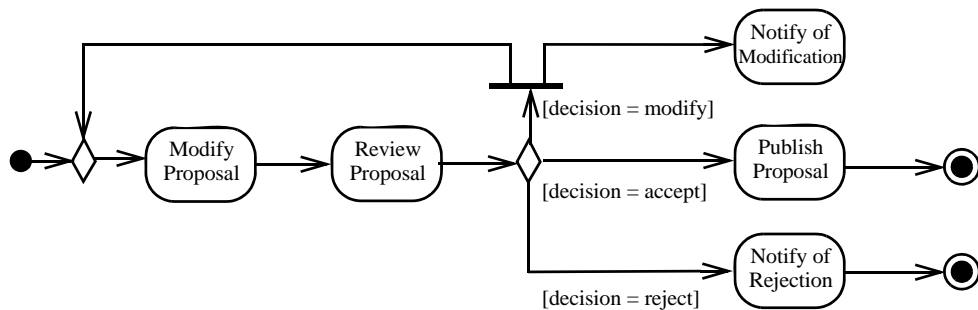 Notify of
Modification
[decision = modify]
Modify
Proposal
Review
Proposal
Publish
Proposal
[decision = accept]
Notify of
Rejection
[decision = reject]